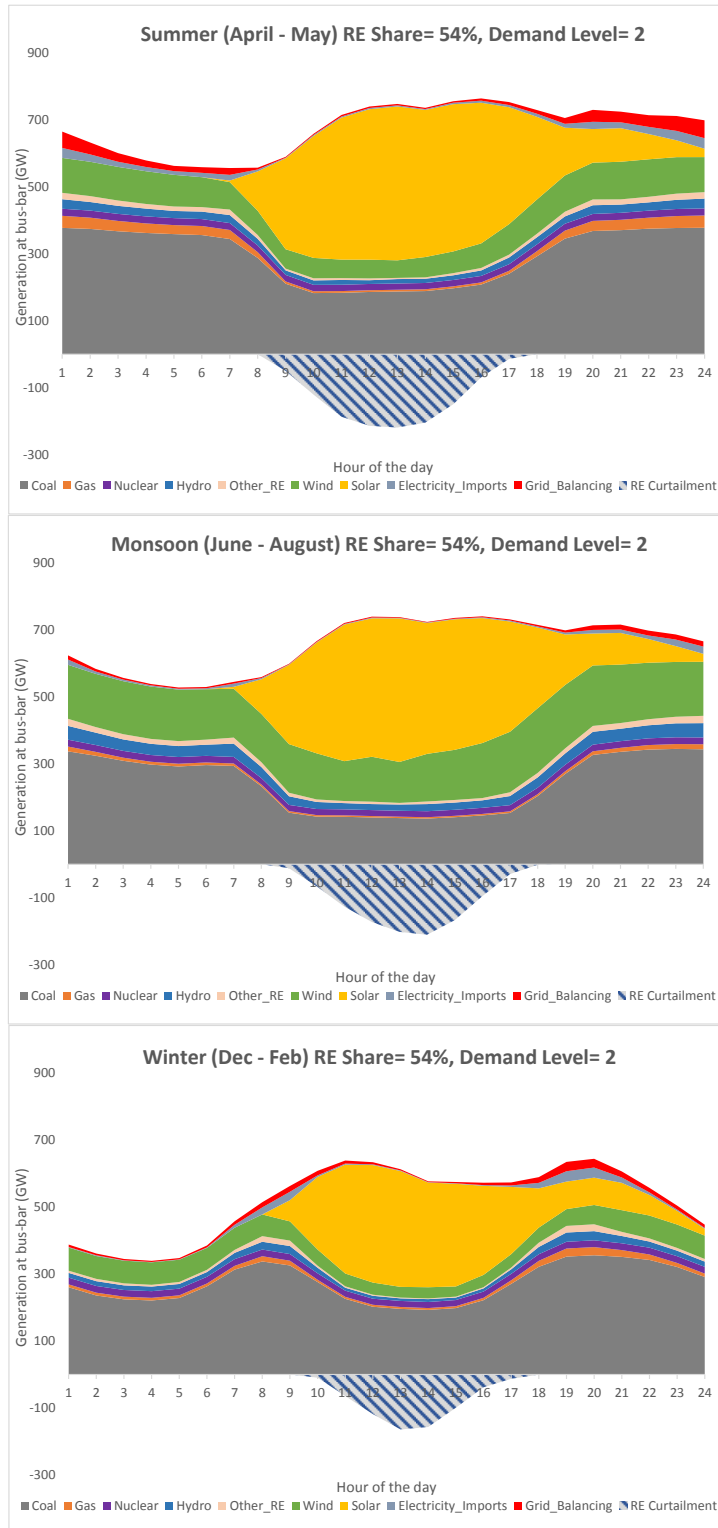 Summer (April - May) RE Share= 54%, Demand Level= 2
Generation at bus-bar (GW)
900
700
500
300
100
-100
-300
1 2 3 4 5 6 7 8 9 10 11 12 13 14 15 16 17 18 19 20 21 22 23 24
Hour of the day
Coal Gas Nuclear Hydro Other_RE Wind Solar Electricity_Imports Grid_Balancing RE Curtailment
Monsoon (June - August) RE Share= 54%, Demand Level= 2
Generation at bus-bar (GW)
900
700
500
300
100
-100
-300
1 2 3 4 5 6 7 8 9 10 11 12 13 14 15 16 17 18 19 20 21 22 23 24
Hour of the day
Coal Gas Nuclear Hydro Other_RE Wind Solar Electricity_Imports Grid_Balancing RE Curtailment
Winter (Dec - Feb) RE Share= 54%, Demand Level= 2
Generation at bus-bar (GW)
900
700
500
300
100
-100
-300
1 2 3 4 5 6 7 8 9 10 11 12 13 14 15 16 17 18 19 20 21 22 23 24
Hour of the day
Coal Gas Nuclear Hydro Other_RE Wind Solar Electricity_Imports Grid_Balancing RE Curtailment